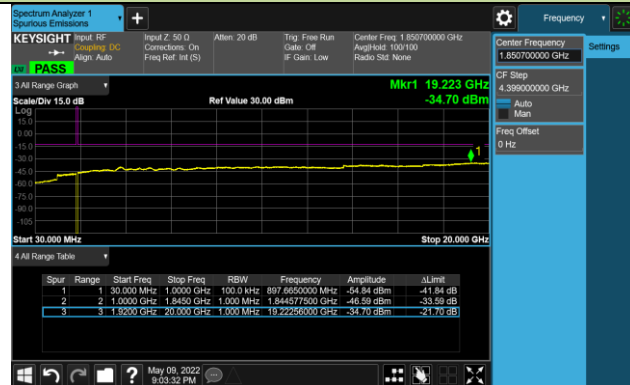 Spectrum Analyzer 1
Spurious Emissions
+
Frequency
KEYSIGHT
Input: RF
Coupling: DC
Align: Auto
Input Z: 50 Ω
Corrections: On
Freq Ref: Int (S)
Atten: 20 dB
Trig: Free Run
Gate: Off
IF Gain: Low
Center Freq: 1.850700000 GHz
Avg|Hold: 100/100
Radio Std: None
PASS
Center Frequency
1.850700000 GHz
Settings
CF Step
4.399000000 GHz
Auto
Man
Freq Offset
0 Hz
3 All Range Graph
Mkr1 19.223 GHz
-34.70 dBm
Scale/Div 15.0 dB
Ref Value 30.00 dBm
Log
15.0
0.00
-15.0
-30.0
-45.0
-60.0
-75.0
-90.0
-105
1
Start 30.000 MHz
Stop 20.000 GHz
4 All Range Table
Spur Range Start Freq Stop Freq RBW Frequency Amplitude ΔLimit
1 1 30.000 MHz 1.0000 GHz 100.0 kHz 897.6650000 MHz -54.84 dBm -41.84 dB
2 2 1.0000 GHz 1.8450 GHz 1.000 MHz 1.844577500 GHz -46.59 dBm -33.59 dB
3 3 1.9200 GHz 20.000 GHz 1.000 MHz 19.22256000 GHz -34.70 dBm -21.70 dB
?
May 09, 2022
9:03:32 PM